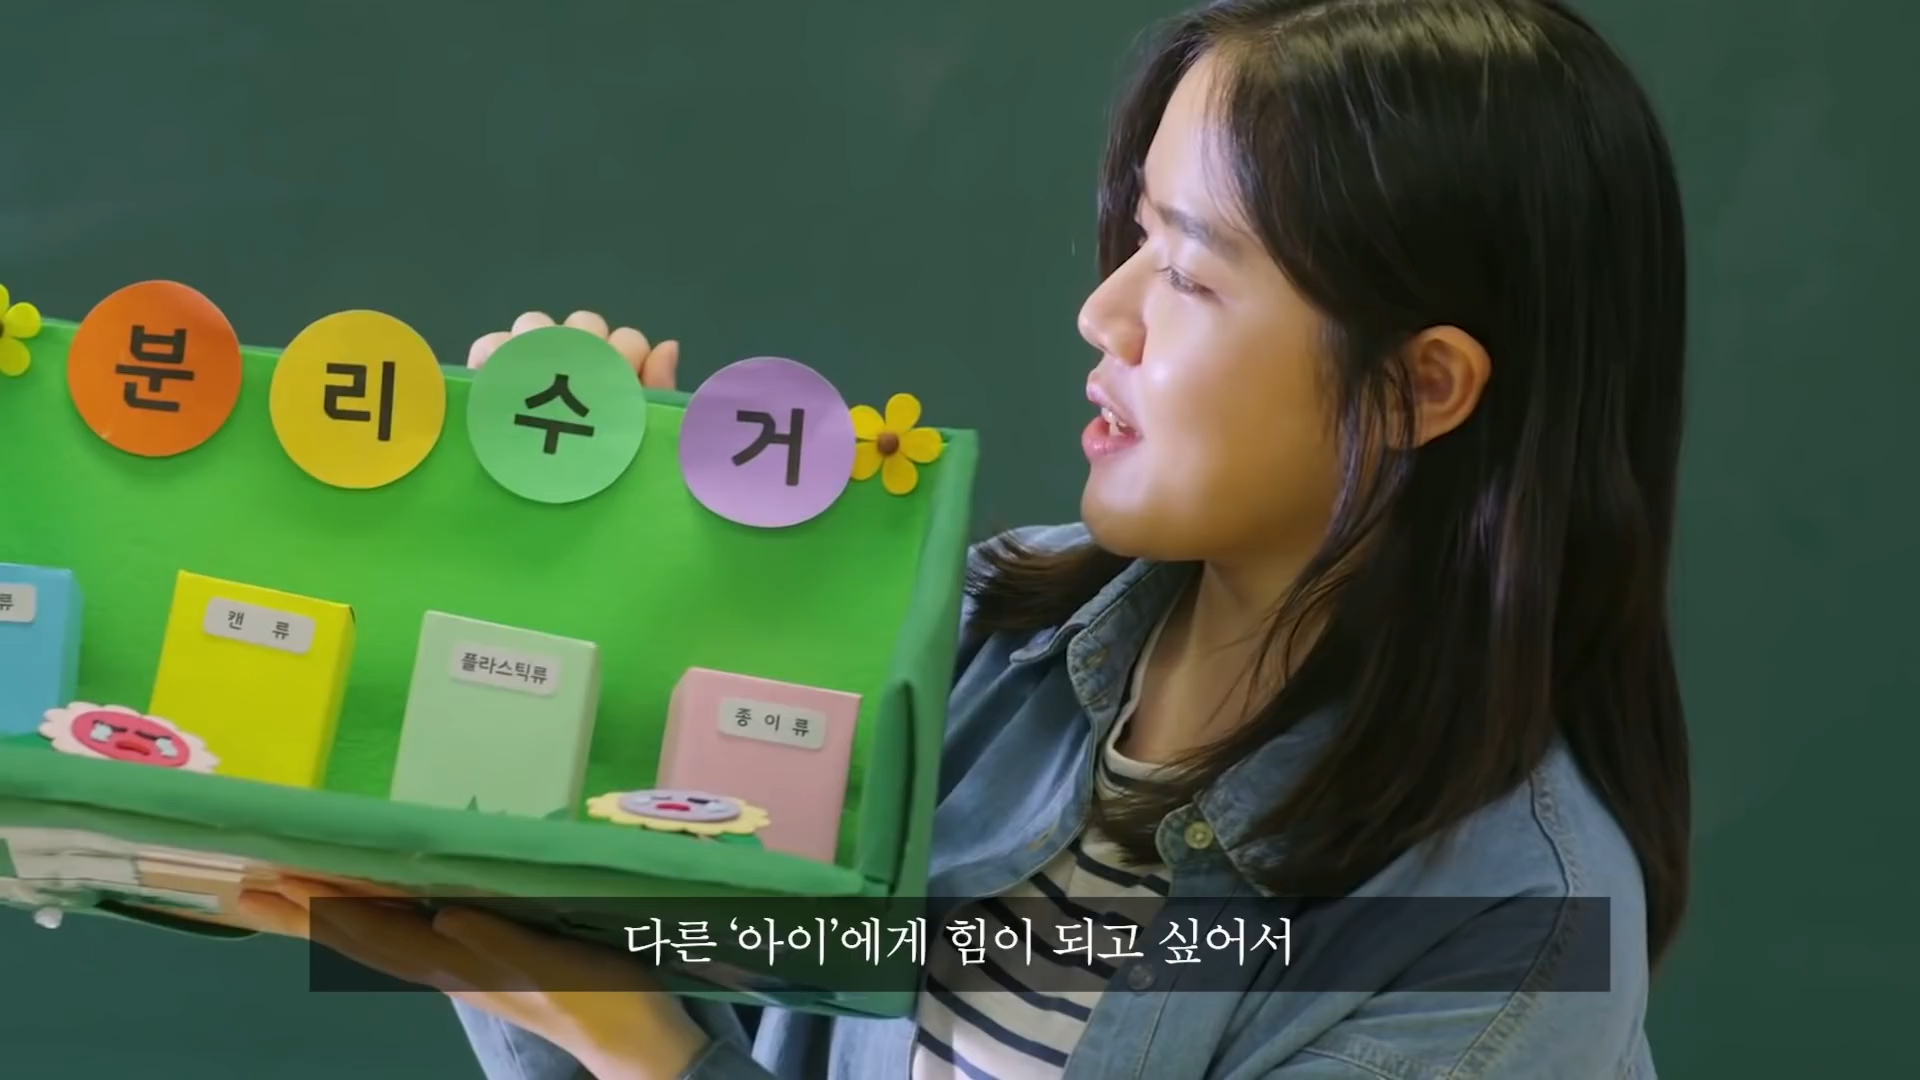 분리수거
류
캔 류
플라스틱류
종 이 류
다른 ‘아이’에게 힘이 되고 싶어서